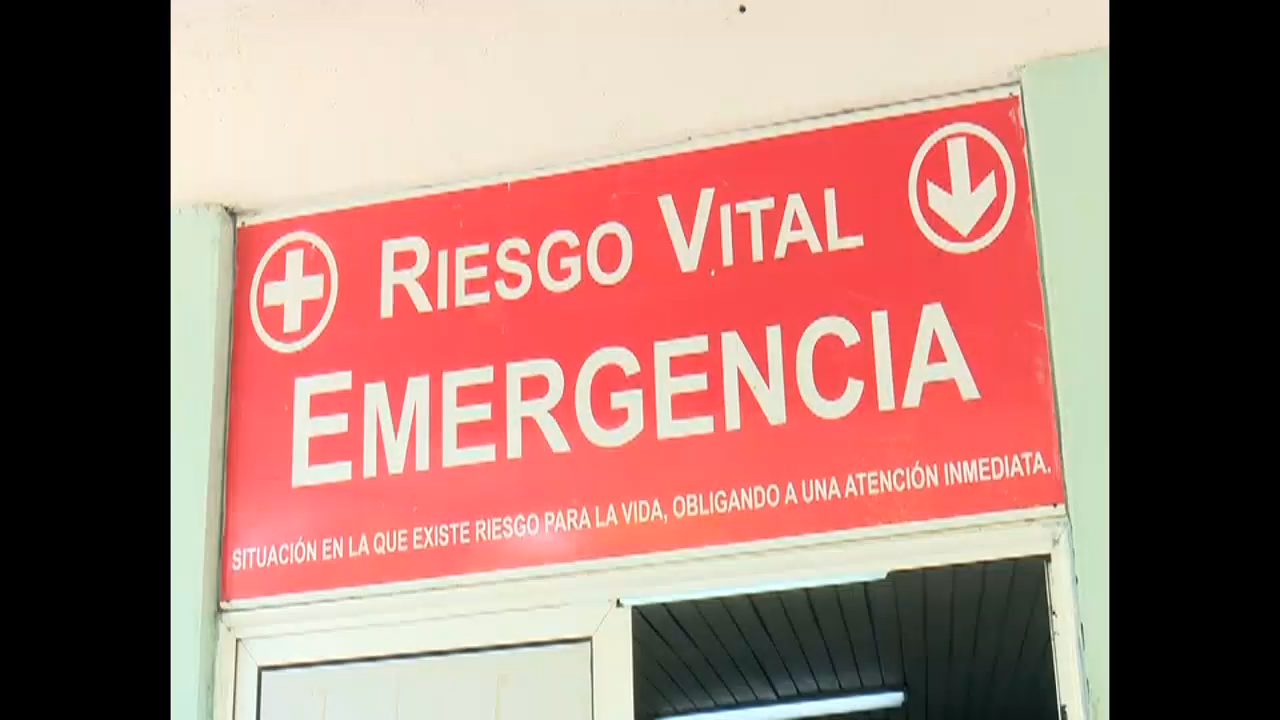 RIESGO VITAL
EMERGENCIA
SITUACIÓN EN LA QUE EXISTE RIESGO PARA LA VIDA, OBLIGANDO A UNA ATENCIÓN INMEDIATA.